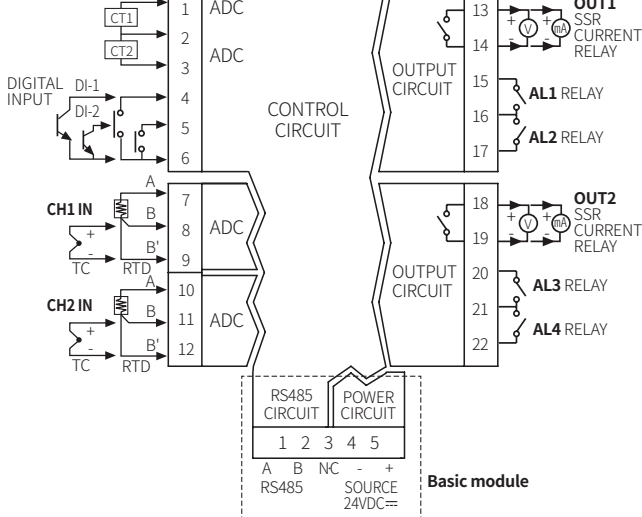 CT1
CT2
1
2
3
4
5
6
ADC
ADC
DIGITAL
INPUT
DI-1
DI-2
CONTROL
CIRCUIT
CH1 IN
+
-
TC
RTD
A
B
B'
7
8
9
ADC
CH2 IN
+
-
TC
RTD
A
B
B'
10
11
12
ADC
OUTPUT
CIRCUIT
13
14
15
16
17
+
-
V
+
-
mA
OUT1
SSR
CURRENT
RELAY
AL1 RELAY
AL2 RELAY
OUTPUT
CIRCUIT
18
19
20
21
22
+
-
V
+
-
mA
OUT2
SSR
CURRENT
RELAY
AL3 RELAY
AL4 RELAY
RS485
CIRCUIT
POWER
CIRCUIT
1 2 3 4 5
A B N·C - +
RS485
SOURCE
24VDC⎓
Basic module